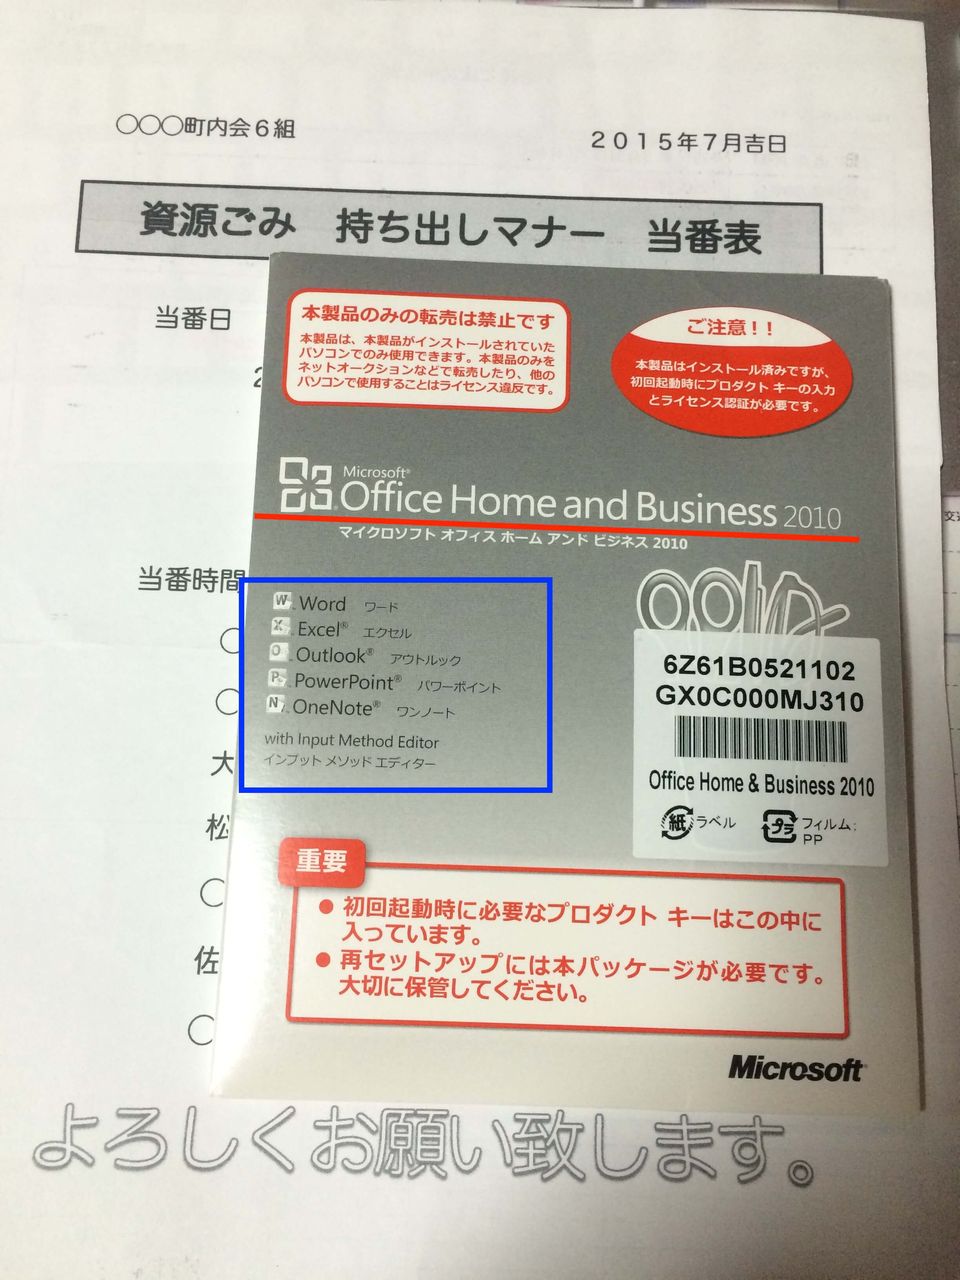 〇〇〇町内会6組
2015年7月吉日
資源ごみ 持ち出しマナー 当番表
当番日
2
本製品のみの転売は禁止です
本製品は、本製品がインストールされていた
パソコンでのみ使用できます。本製品のみを
ネットオークションなどで転売したり、他の
パソコンで使用することはライセンス違反です。
ご注意!!
本製品はインストール済みですが、
初回起動時にプロダクト キーの入力
とライセンス認証が必要です。
Microsoft®
Office Home and Business 2010
マイクロソフト オフィス ホーム アンド ビジネス 2010
当番時間
Word ワード
Excel® エクセル
Outlook® アウトルック
PowerPoint® パワーポイント
OneNote® ワンノート
with Input Method Editor
インプット メソッド エディター
6Z61B0521102
GX0C000MJ310
Office Home & Business 2010
紙 ラベル
プラ フィルム:
PP
〇
〇
大
松
〇
佐
〇
重要
● 初回起動時に必要なプロダクト キーはこの中に
入っています。
● 再セットアップには本パッケージが必要です。
大切に保管してください。
Microsoft
よろしくお願い致します。